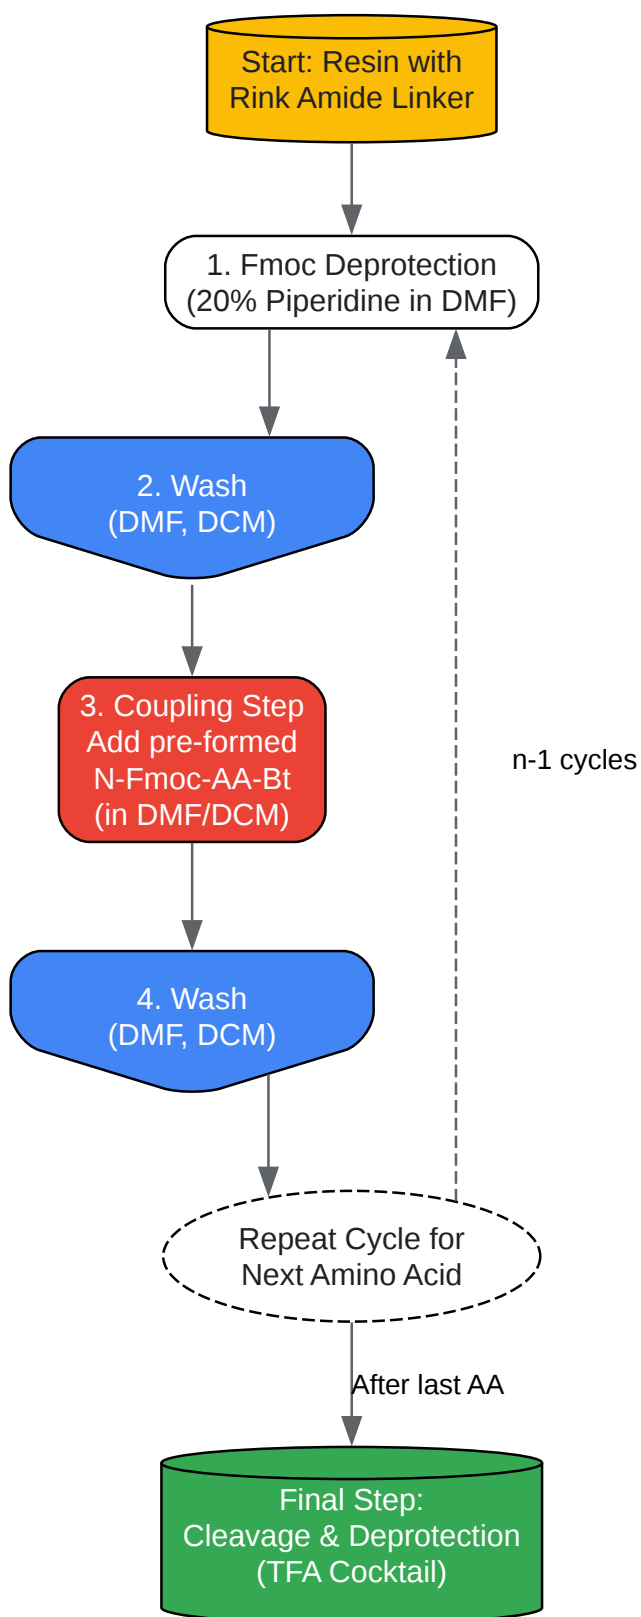 Start: Resin with
Rink Amide Linker
1. Fmoc Deprotection
(20% Piperidine in DMF)
2. Wash
(DMF, DCM)
3. Coupling Step
Add pre-formed
N-Fmoc-AA-Bt
(in DMF/DCM)
n-1 cycles
4. Wash
(DMF, DCM)
Repeat Cycle for
Next Amino Acid
After last AA
Final Step:
Cleavage & Deprotection
(TFA Cocktail)